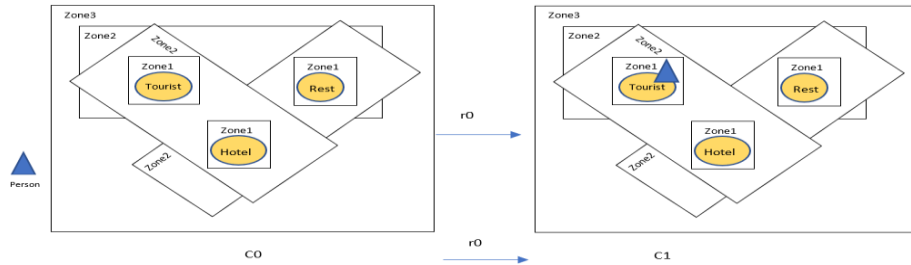 Zone3
Zone2
Zone2
Zone1
Tourist
Zone1
Rest
Zone1
Hotel
Zone2
Person
C0
r0
r0
Zone3
Zone2
Zone2
Zone1
Tourist
Zone1
Rest
Zone1
Hotel
Zone2
C1